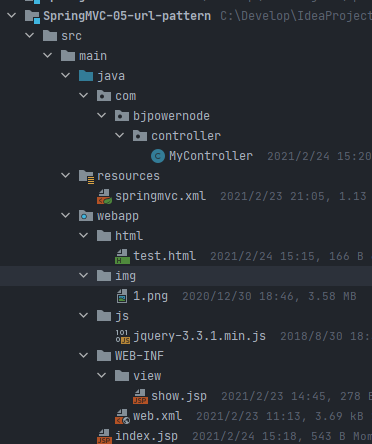 SpringMVC-05-url-pattern C:\Develop\IdeaProject
src
main
java
com
bjpowernode
controller
MyController 2021/2/24 15:20
resources
springmvc.xml 2021/2/23 21:05, 1.13
webapp
html
test.html 2021/2/24 15:15, 166 B
img
1.png 2020/12/30 18:46, 3.58 MB
js
jquery-3.3.1.min.js 2018/8/30 18:
WEB-INF
view
show.jsp 2021/2/23 14:45, 278 B
web.xml 2021/2/23 11:13, 3.69 kB
index.jsp 2021/2/24 15:18, 543 B Mo